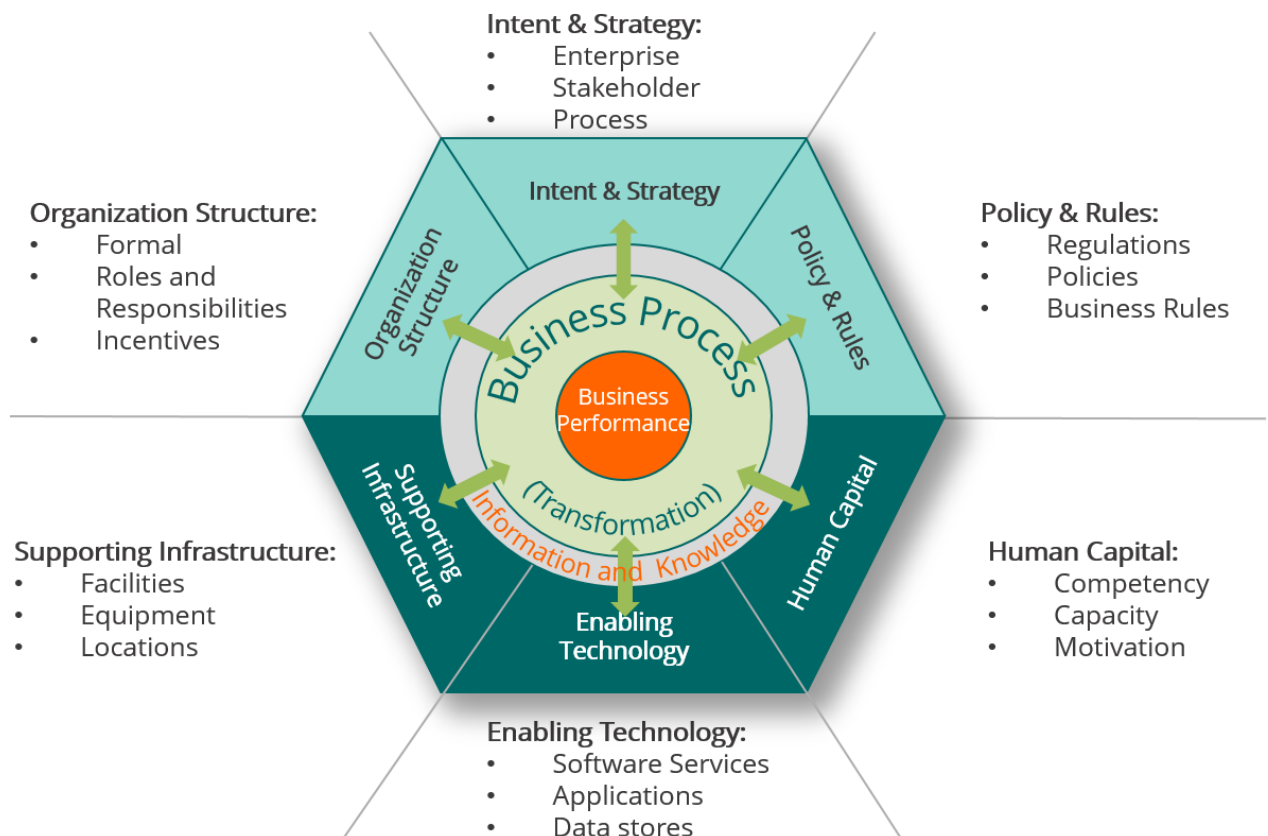 Intent & Strategy:
• Enterprise
• Stakeholder
• Process
Organization Structure:
• Formal
• Roles and
Responsibilities
• Incentives
Policy & Rules:
• Regulations
• Policies
• Business Rules
Intent & Strategy
Organization
Structure
Policy & Rules
Business Process
Business
Performance
(Transformation)
Information and Knowledge
Supporting
Infrastructure
Enabling
Technology
Human Capital
Supporting Infrastructure:
• Facilities
• Equipment
• Locations
Human Capital:
• Competency
• Capacity
• Motivation
Enabling Technology:
• Software Services
• Applications
• Data stores